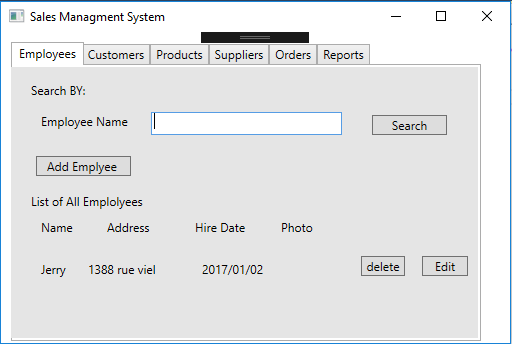 Sales Managment System
Employees Customers Products Suppliers Orders Reports
Search BY:
Employee Name Search
Add Emplyee
List of All Emplolyees
Name Address Hire Date Photo
Jerry 1388 rue viel 2017/01/02 delete Edit